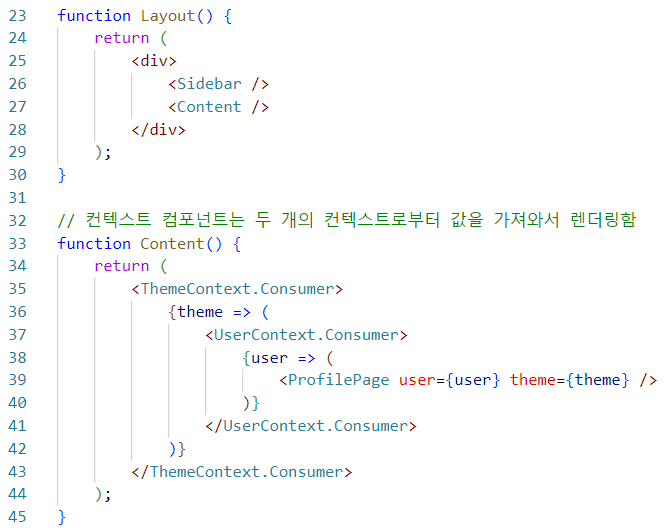 23 function Layout() {
24     return (
25         <div>
26             <Sidebar />
27             <Content />
28         </div>
29     );
30 }
31
32 // 컨텍스트 컴포넌트는 두 개의 컨텍스트로부터 값을 가져와서 렌더링함
33 function Content() {
34     return (
35         <ThemeContext.Consumer>
36             {theme => (
37                 <UserContext.Consumer>
38                     {user => (
39                         <ProfilePage user={user} theme={theme} />
40                     )}
41                 </UserContext.Consumer>
42             )}
43         </ThemeContext.Consumer>
44     );
45 }